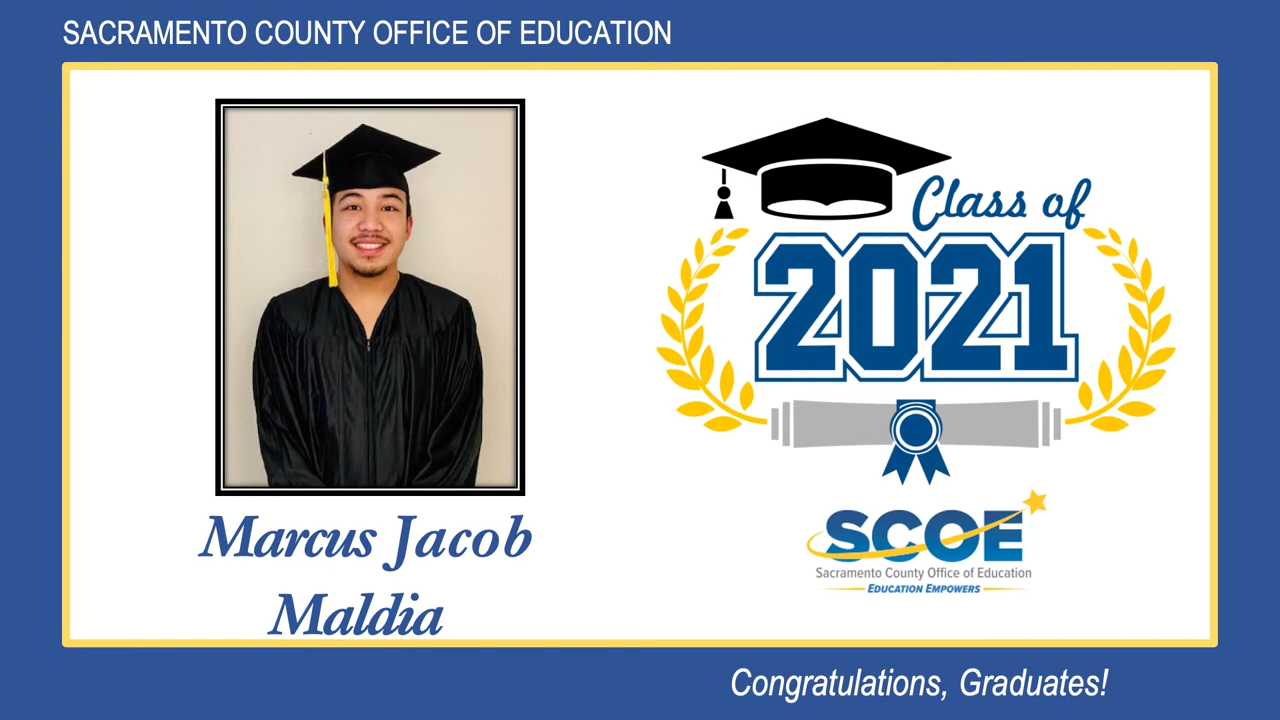 SACRAMENTO COUNTY OFFICE OF EDUCATION
Marcus Jacob
Maldia
Class of
2021
SCOE
Sacramento County Office of Education
EDUCATION EMPOWERS
Congratulations, Graduates!